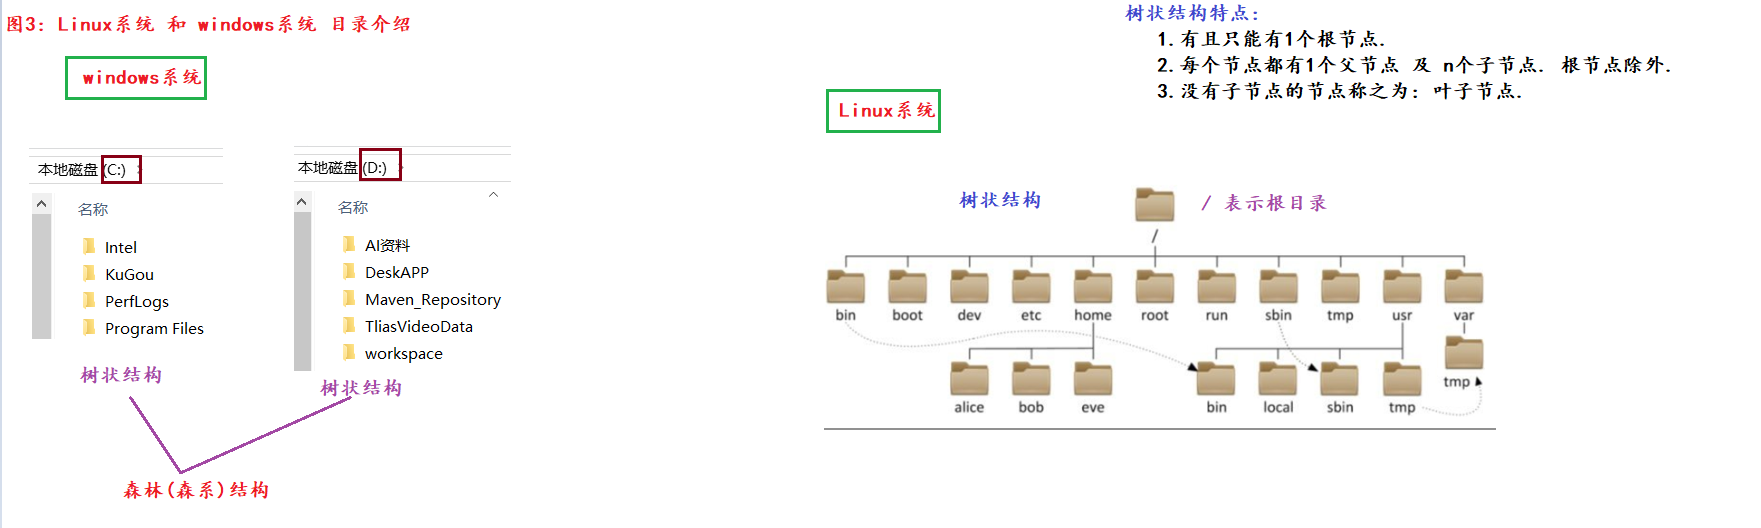 图3: Linux系统 和 windows系统 目录介绍
windows系统
本地磁盘 (C:)
名称
Intel
KuGou
PerfLogs
Program Files
树状结构
本地磁盘 (D:)
名称
AI资料
DeskAPP
Maven_Repository
TliasVideoData
workspace
树状结构
森林(森系)结构
树状结构特点:
1. 有且只能有1个根节点.
2. 每个节点都有1个父节点 及 n个子节点. 根节点除外.
3. 没有子节点的节点称之为: 叶子节点.
Linux系统
树状结构
/ 表示根目录
/
bin boot dev etc home root run sbin tmp usr var
tmp
alice bob eve bin local sbin tmp